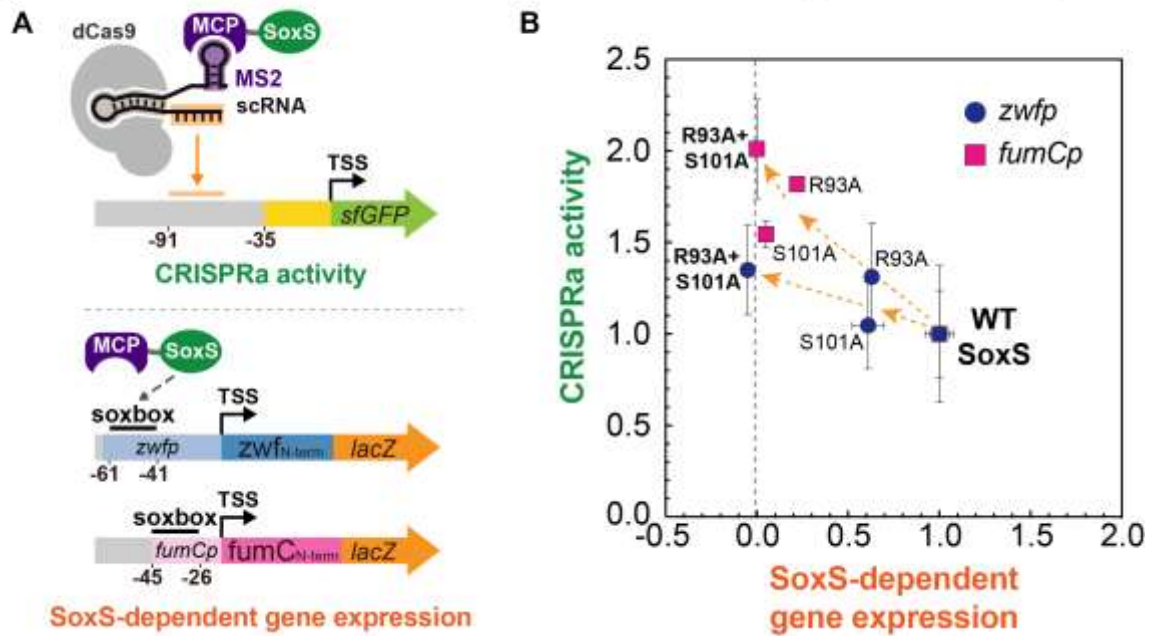 A
dCas9
MCP
SoxS
MS2
scRNA
TSS
sfGFP
-91
-35
CRISPRa activity
MCP
SoxS
soxbox
TSS
zwfp
zwfN-term
lacZ
-61
-41
soxbox
TSS
fumCp
fumCN-term
lacZ
-45
-26
SoxS-dependent gene expression
B
CRISPRa activity
2.5
2.0
1.5
1.0
0.5
0.0
zwfp
fumCp
R93A+
S101A
R93A
S101A
R93A+
S101A
R93A
S101A
WT
SoxS
-0.5
0.0
0.5
1.0
1.5
2.0
SoxS-dependent
gene expression